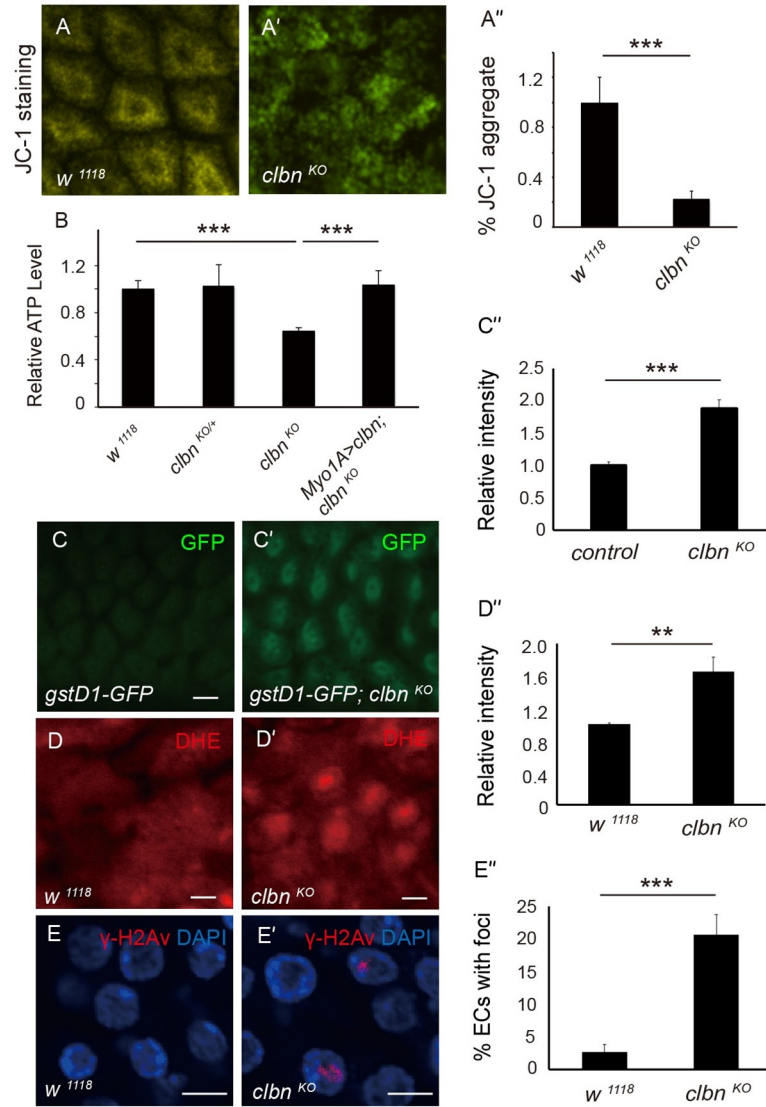 A
JC-1 staining
w 1118
A'
clbn KO
A"
***
% JC-1 aggregate
1.2
0.8
0.4
0
w 1118
clbn KO
B
***
***
Relative ATP Level
1.2
0.8
0.4
0
w 1118
clbn KO/+
clbn KO
Myo1A>clbn;
clbn KO
C"
***
Relative intensity
2.5
2.0
1.5
1.0
0.5
0
control
clbn KO
C
GFP
gstD1-GFP
C'
GFP
gstD1-GFP; clbn KO
D
DHE
w 1118
D'
DHE
clbn KO
D"
**
Relative intensity
2.0
1.6
1.2
0.8
0.4
0
w 1118
clbn KO
E
γ-H2Av DAPI
w 1118
E'
γ-H2Av DAPI
clbn KO
E"
***
% ECs with foci
25
20
15
10
5
0
w 1118
clbn KO